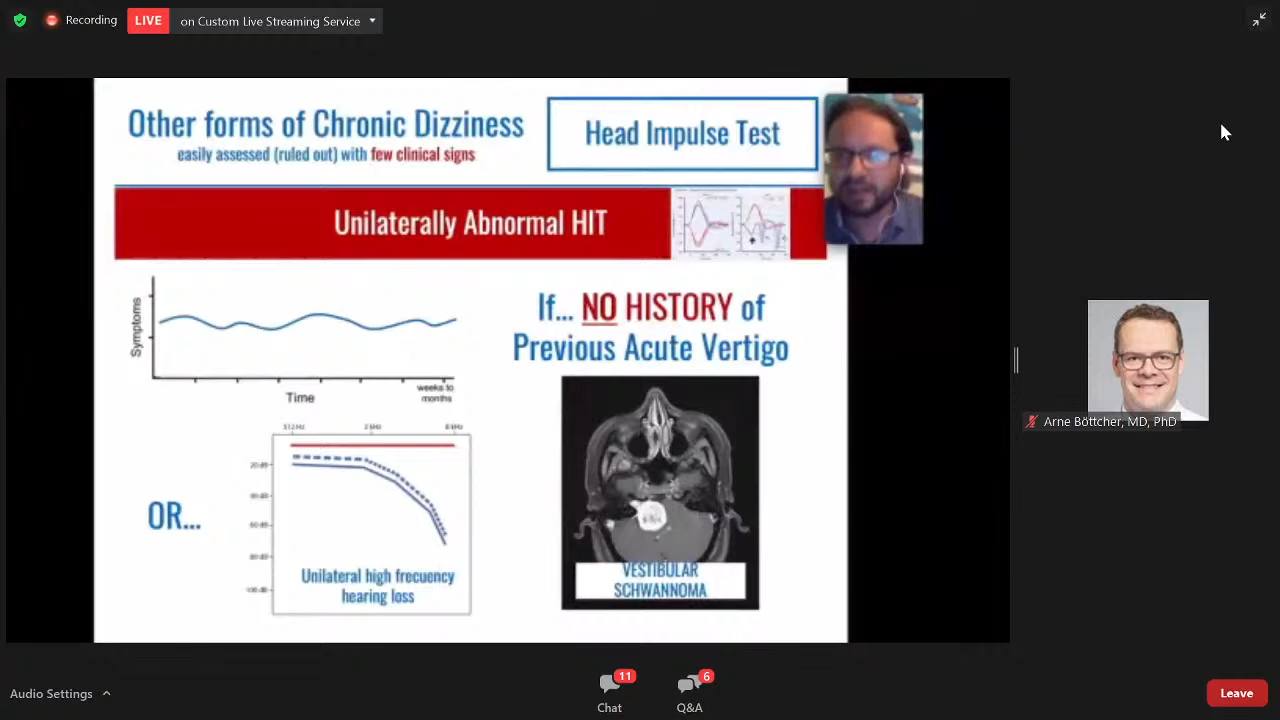 Recording
LIVE
on Custom Live Streaming Service
Other forms of Chronic Dizziness
easily assessed (ruled out) with few clinical signs
Head Impulse Test
Unilaterally Abnormal HIT
Symptoms
Time
weeks to
months
If... NO HISTORY of
Previous Acute Vertigo
OR...
20 dB
Unilateral high frecuency
hearing loss
VESTIBULAR
SCHWANNOMA
Arne Böttcher, MD, PhD
Audio Settings
11
Chat
6
Q&A
Leave